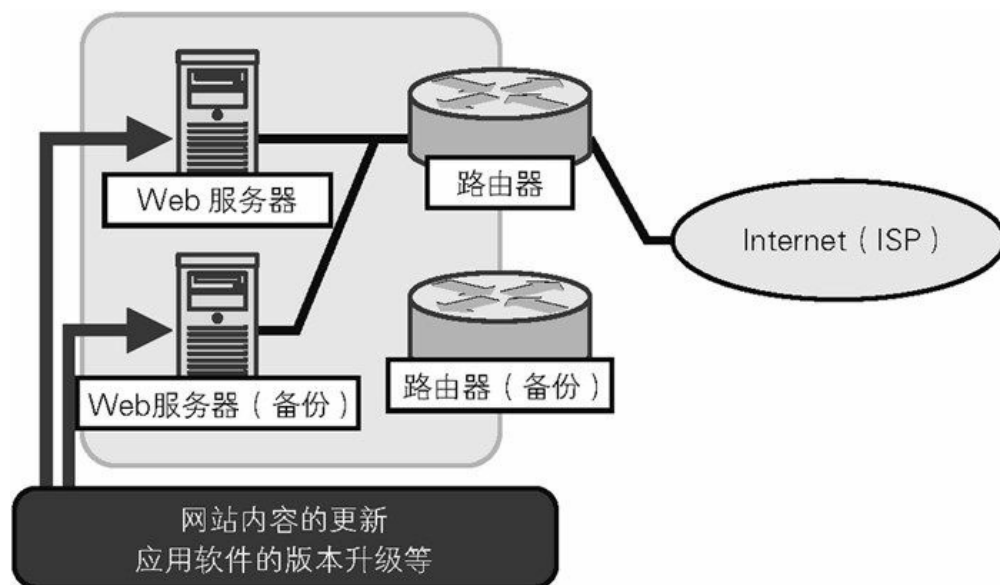 Web 服务器
路由器
Internet（ISP）
Web服务器（备份）
路由器（备份）
网站内容的更新
应用软件的版本升级等